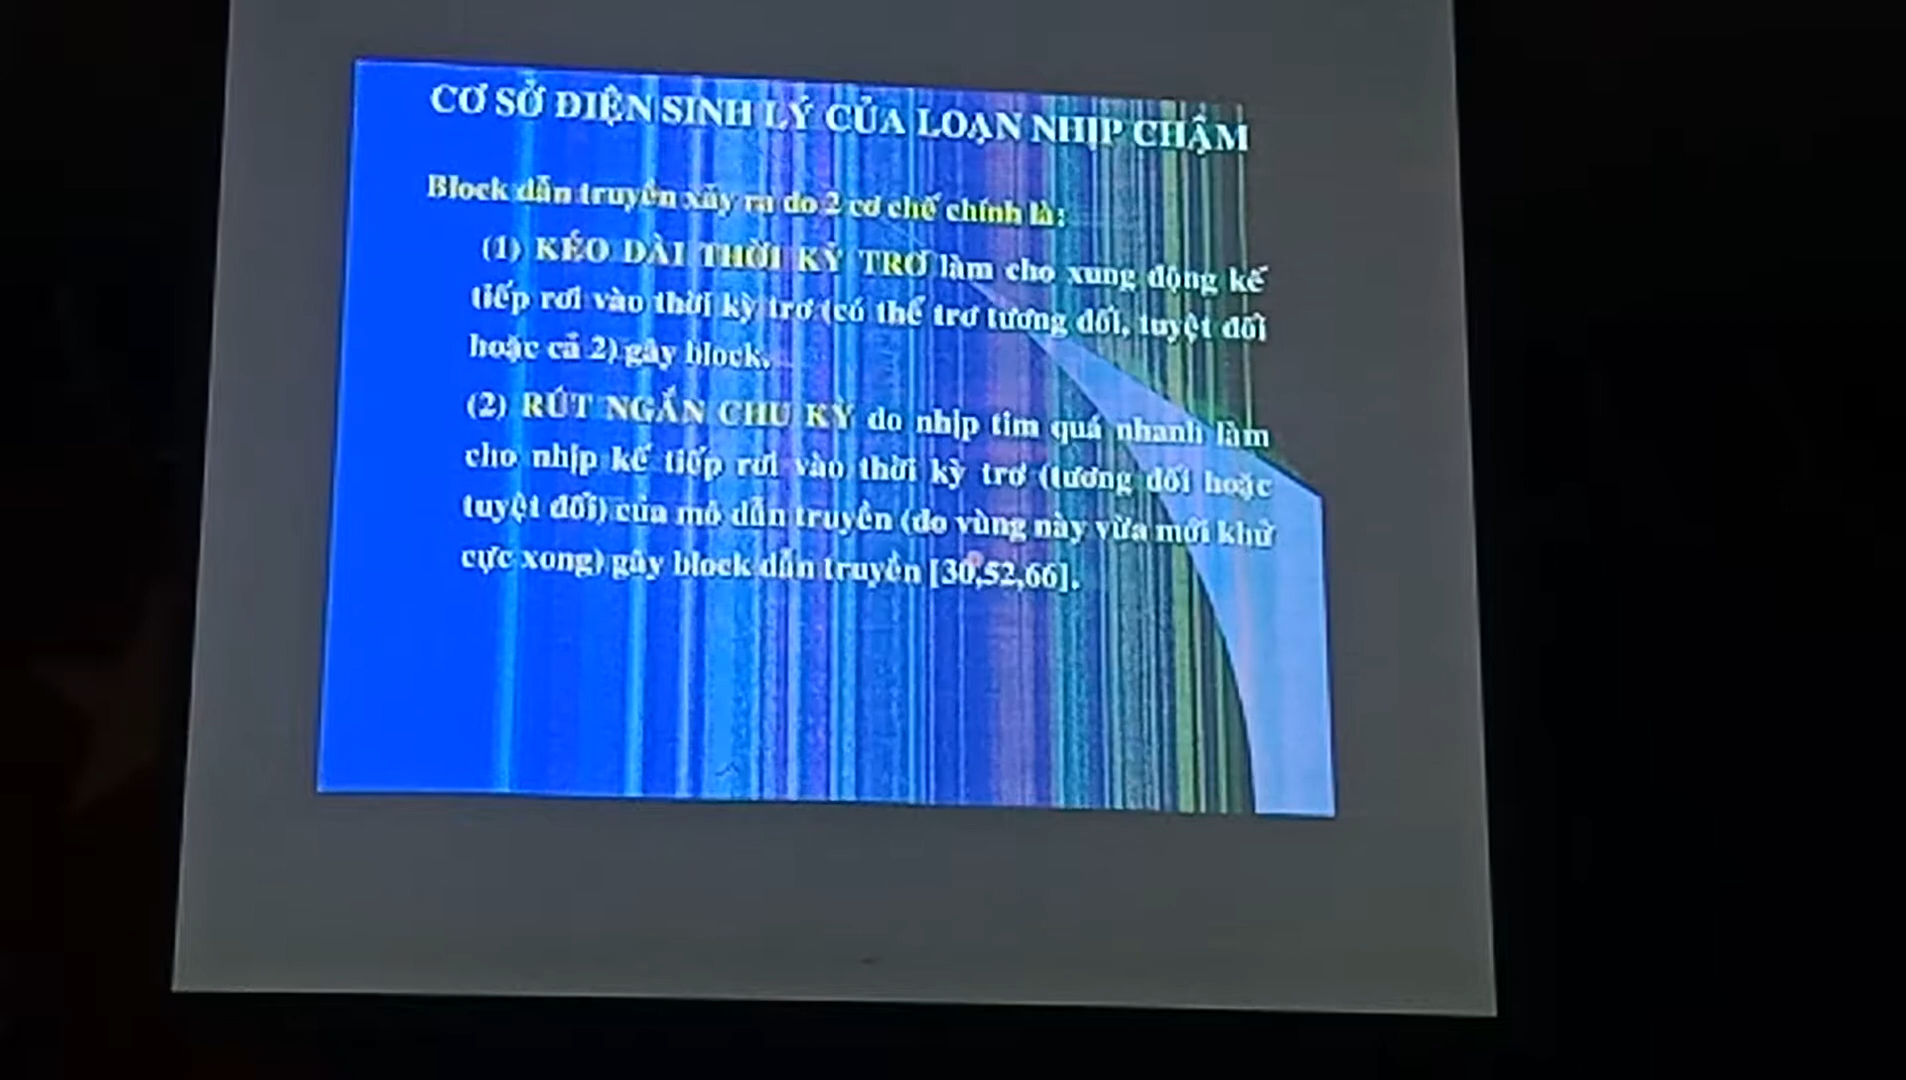 CƠ SỞ ĐIỆN SINH LÝ CỦA LOẠN NHỊP CHẬM
Block dẫn truyền xãy ra do 2 cơ chế chính là:
(1) KÉO DÀI THỜI KỲ TRƠ làm cho xung động kế
tiếp rơi vào thời kỳ trơ (có thể trơ tương đối, tuyệt đối
hoặc cả 2) gây block.
(2) RÚT NGẮN CHU KỲ do nhịp tim quá nhanh làm
cho nhịp kế tiếp rơi vào thời kỳ trơ (tương đối hoặc
tuyệt đối) của mô dẫn truyền (do vùng này vừa mới khử
cực xong) gây block dẫn truyền [30,52,66].